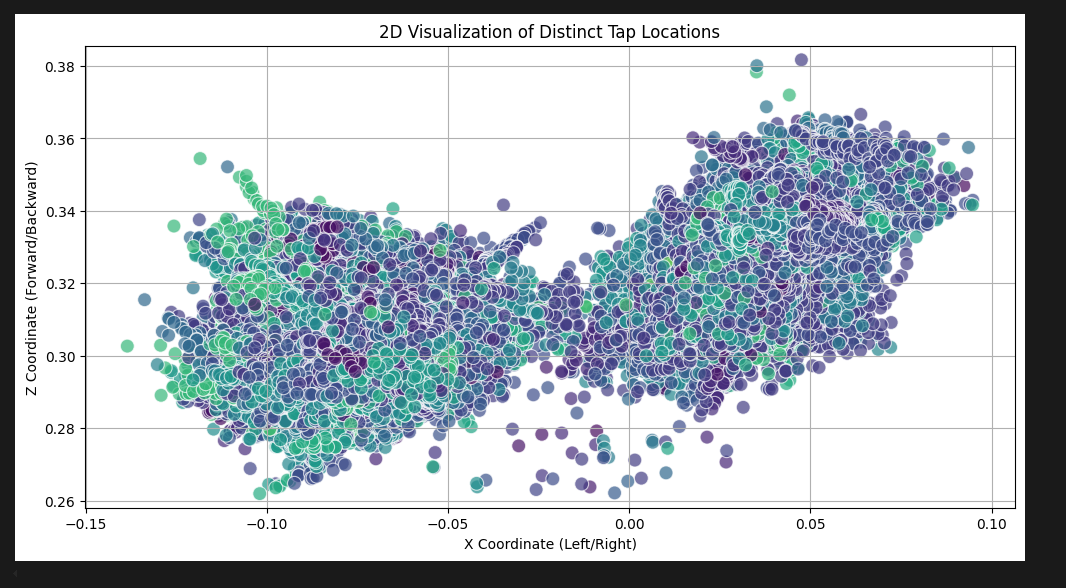 2D Visualization of Distinct Tap Locations
0.38
0.36
0.34
0.32
0.30
0.28
0.26
Z Coordinate (Forward/Backward)
−0.15 −0.10 −0.05 0.00 0.05 0.10
X Coordinate (Left/Right)